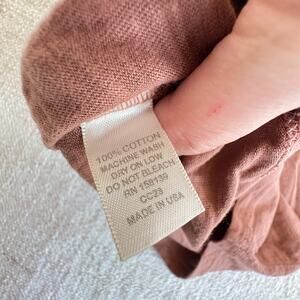 100% COTTON
MACHINE WASH
DRY ON LOW
DO NOT BLEACH
RN 158139
CC23
MADE IN USA